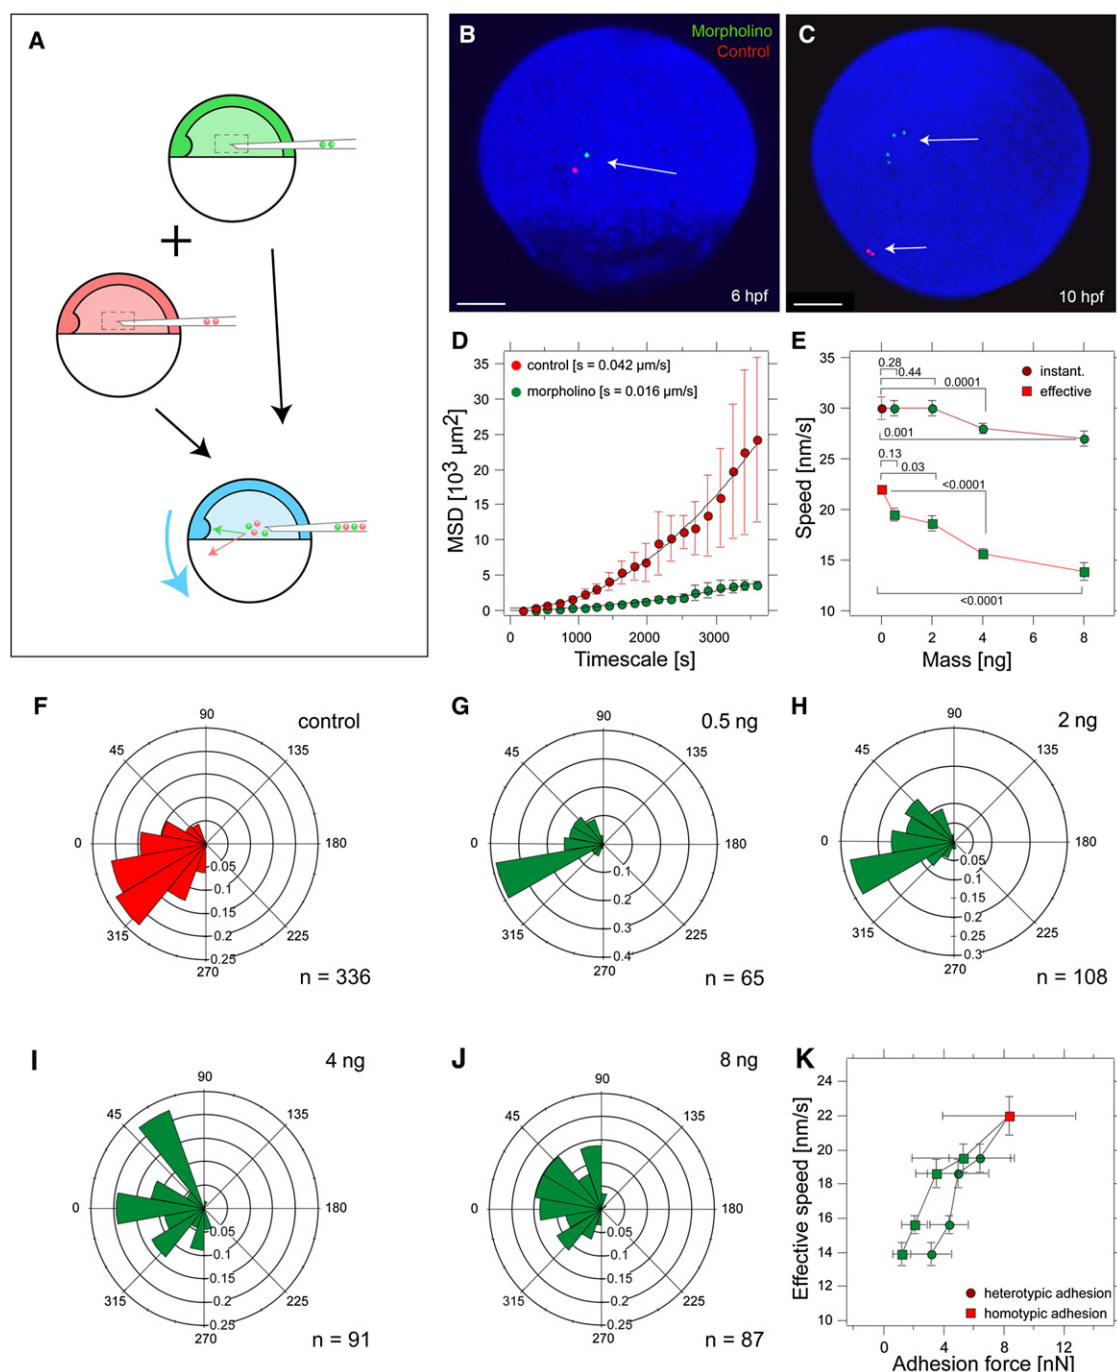 A
B
Morpholino
Control
6 hpf
C
10 hpf
D
control [s = 0.042 µm/s]
morpholino [s = 0.016 µm/s]
MSD [10³ µm²]
35
30
25
20
15
10
5
0
0
1000
2000
3000
Timescale [s]
E
instant.
effective
0.28
0.44
0.0001
0.001
0.13
0.03
<0.0001
<0.0001
Speed [nm/s]
35
30
25
20
15
10
0
2
4
6
8
Mass [ng]
F
control
90
45
135
0
180
0.05
0.1
0.15
0.2
0.25
315
225
270
n = 336
G
0.5 ng
90
45
135
0
180
0.1
0.2
0.3
0.4
315
225
270
n = 65
H
2 ng
90
45
135
0
180
0.05
0.1
0.15
0.2
0.25
0.3
315
225
270
n = 108
I
4 ng
90
45
135
0
180
0.05
0.1
0.15
0.2
0.25
315
225
270
n = 91
J
8 ng
90
45
135
0
180
0.05
0.1
0.15
0.2
0.25
315
225
270
n = 87
K
Effective speed [nm/s]
24
22
20
18
16
14
12
10
heterotypic adhesion
homotypic adhesion
0
4
8
12
Adhesion force [nN]